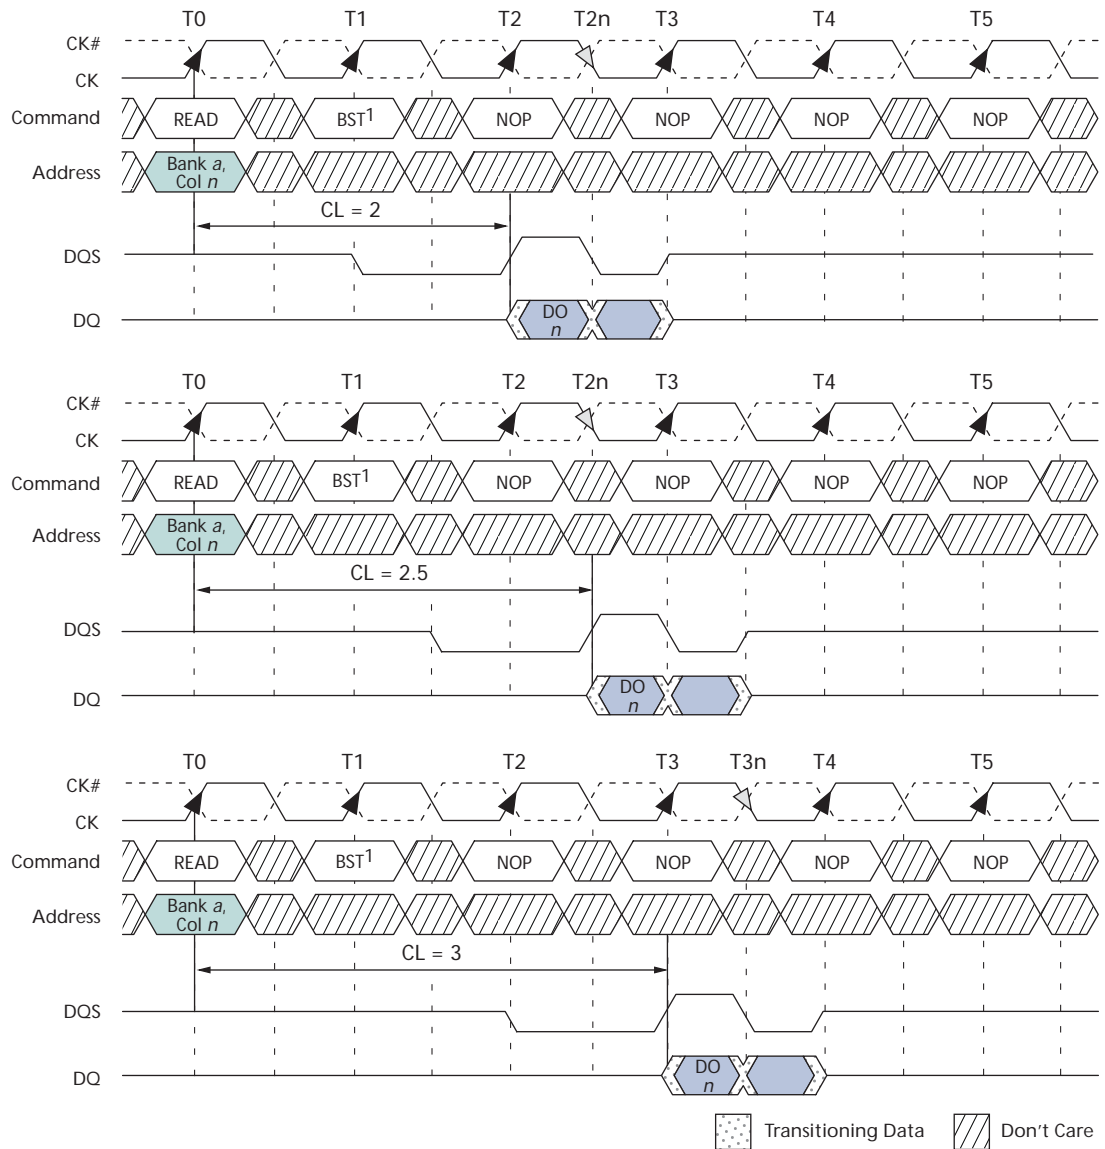 T0 T1 T2 T2n T3 T4 T5
CK#
CK
Command READ BST1 NOP NOP NOP NOP
Address Bank a,
Col n
CL = 2
DQS
DQ DO
n
T0 T1 T2 T2n T3 T4 T5
CK#
CK
Command READ BST1 NOP NOP NOP NOP
Address Bank a,
Col n
CL = 2.5
DQS
DQ DO
n
T0 T1 T2 T3 T3n T4 T5
CK#
CK
Command READ BST1 NOP NOP NOP NOP
Address Bank a,
Col n
CL = 3
DQS
DQ DO
n
Transitioning Data Don't Care